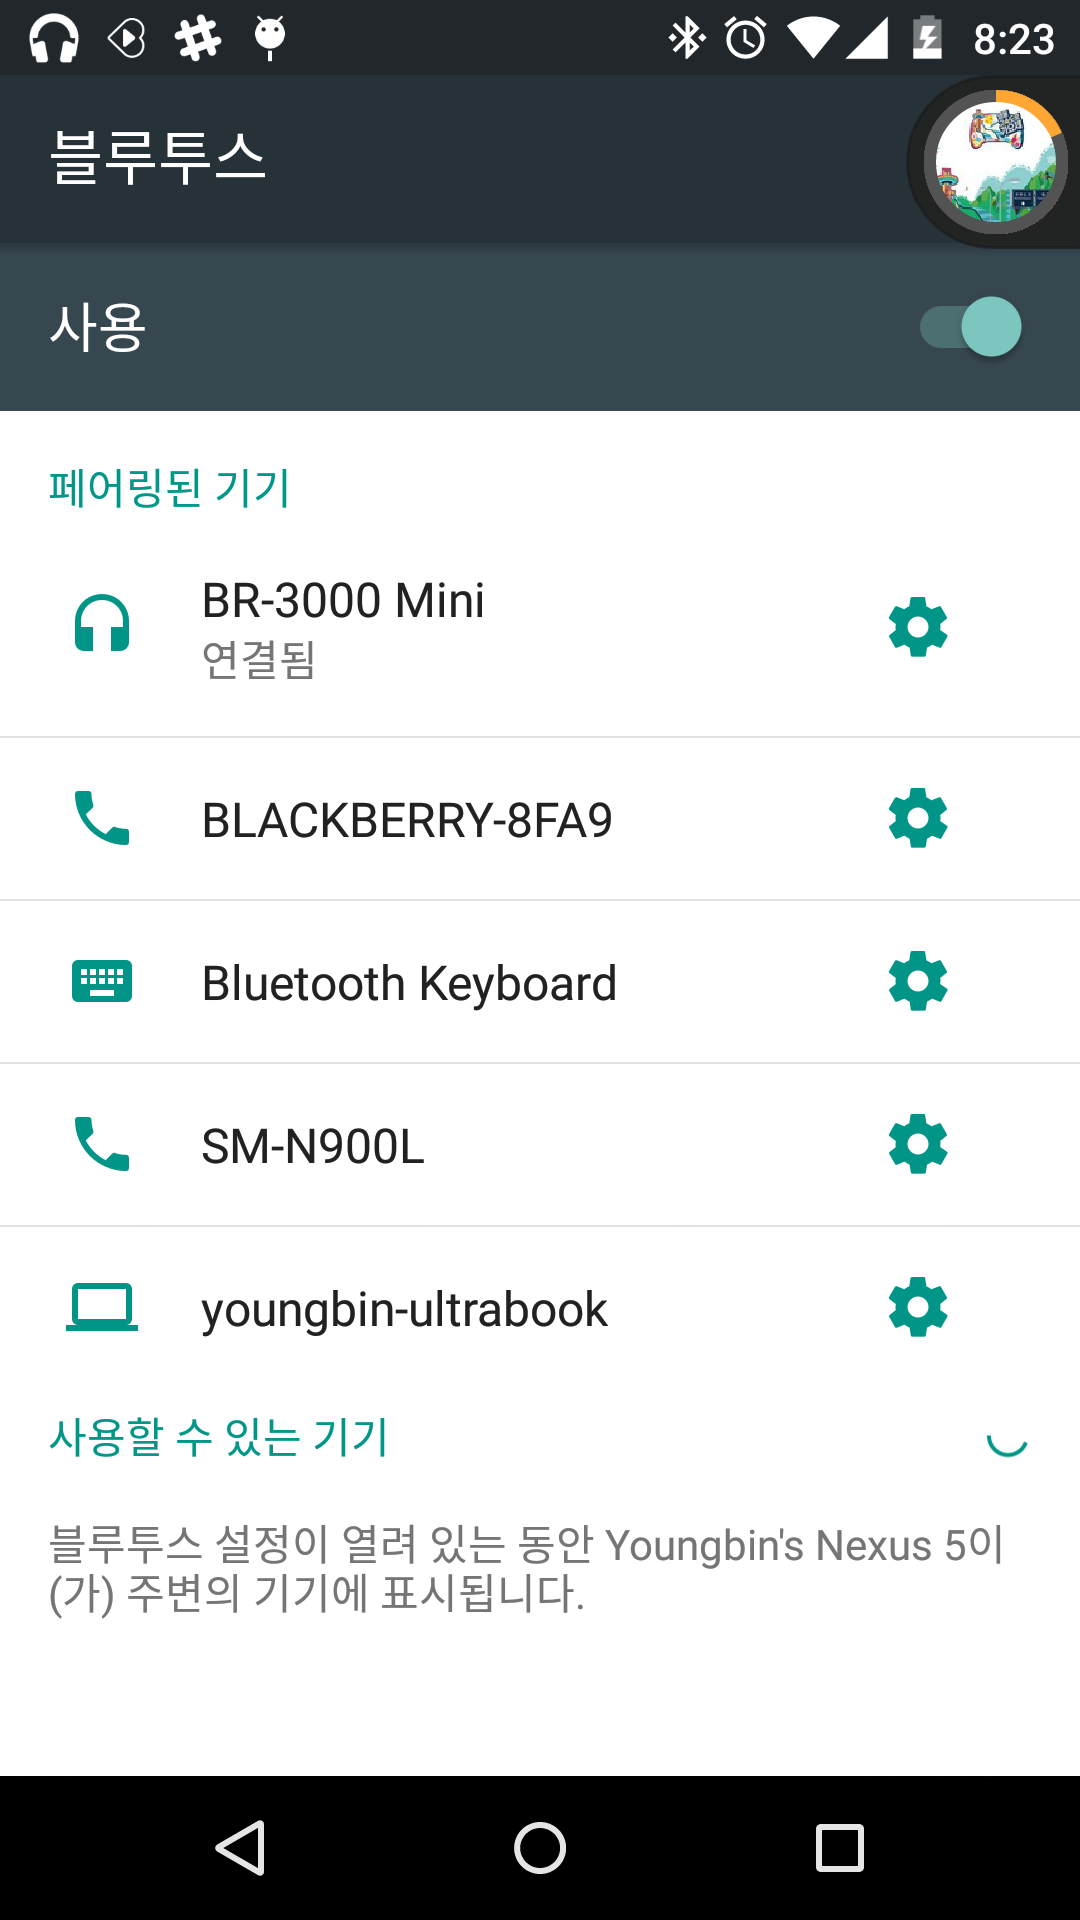 8:23
블루투스
사용
페어링된 기기
BR-3000 Mini
연결됨
BLACKBERRY-8FA9
Bluetooth Keyboard
SM-N900L
youngbin-ultrabook
사용할 수 있는 기기
블루투스 설정이 열려 있는 동안 Youngbin's Nexus 5이
(가) 주변의 기기에 표시됩니다.